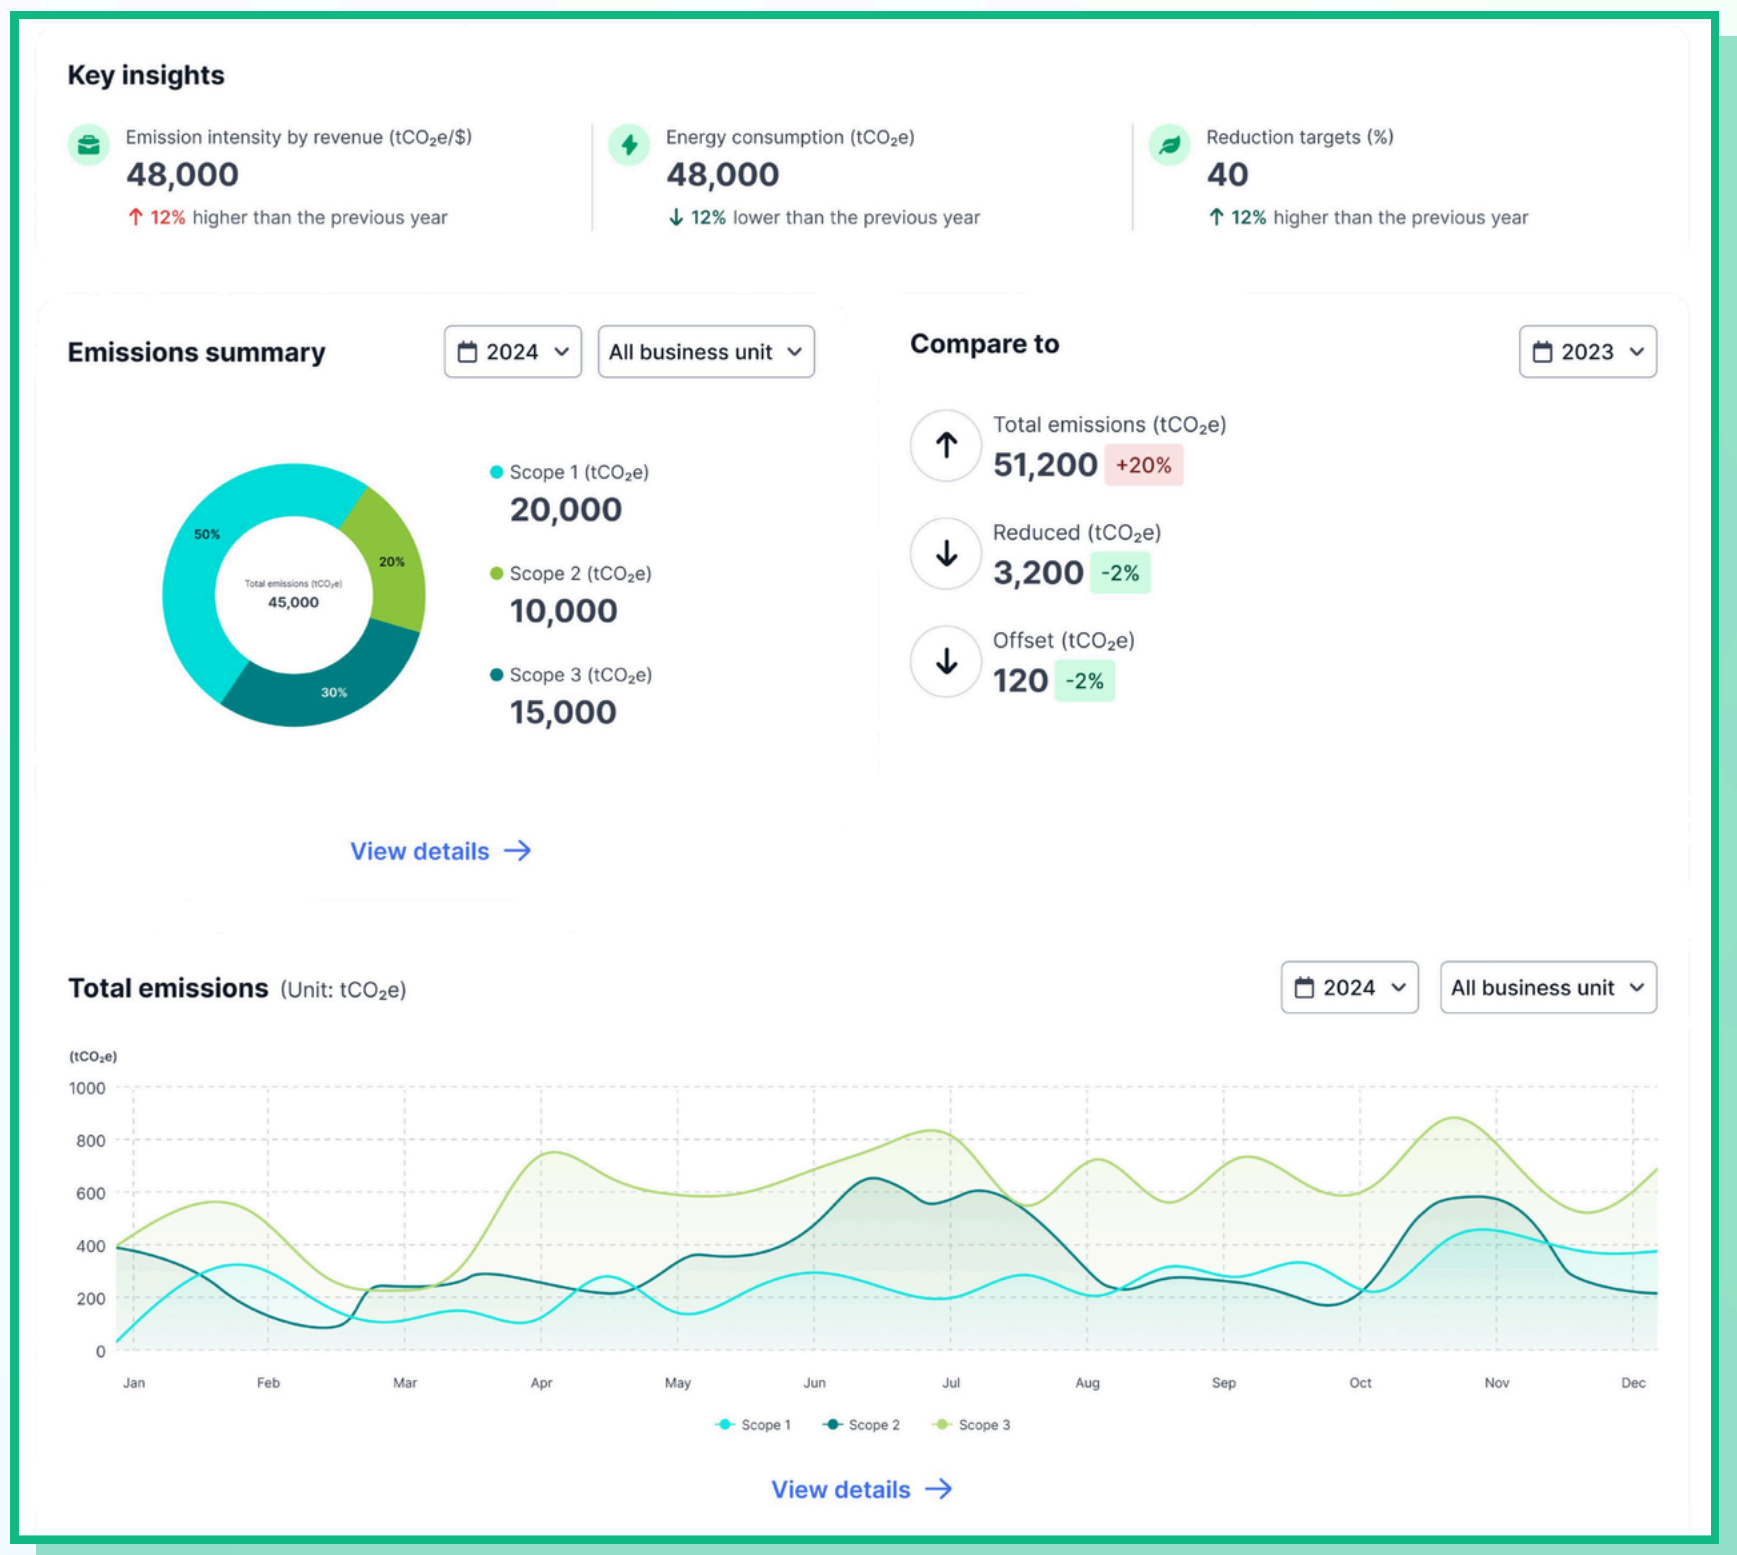 Key insights
Emission intensity by revenue (tCO₂e/$)
48,000
↑ 12% higher than the previous year
Energy consumption (tCO₂e)
48,000
↓ 12% lower than the previous year
Reduction targets (%)
40
↑ 12% higher than the previous year
Emissions summary
2024
All business unit
50%
20%
30%
Total emissions (tCO₂e)
45,000
Scope 1 (tCO₂e)
20,000
Scope 2 (tCO₂e)
10,000
Scope 3 (tCO₂e)
15,000
View details →
Compare to
2023
Total emissions (tCO₂e)
51,200 +20%
Reduced (tCO₂e)
3,200 -2%
Offset (tCO₂e)
120 -2%
Total emissions (Unit: tCO₂e)
2024
All business unit
(tCO₂e)
1000
800
600
400
200
0
Jan Feb Mar Apr May Jun Jul Aug Sep Oct Nov Dec
Scope 1 Scope 2 Scope 3
View details →